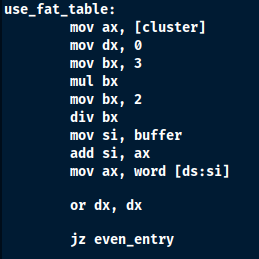 use_fat_table:
mov ax, [cluster]
mov dx, 0
mov bx, 3
mul bx
mov bx, 2
div bx
mov si, buffer
add si, ax
mov ax, word [ds:si]
or dx, dx
jz even_entry